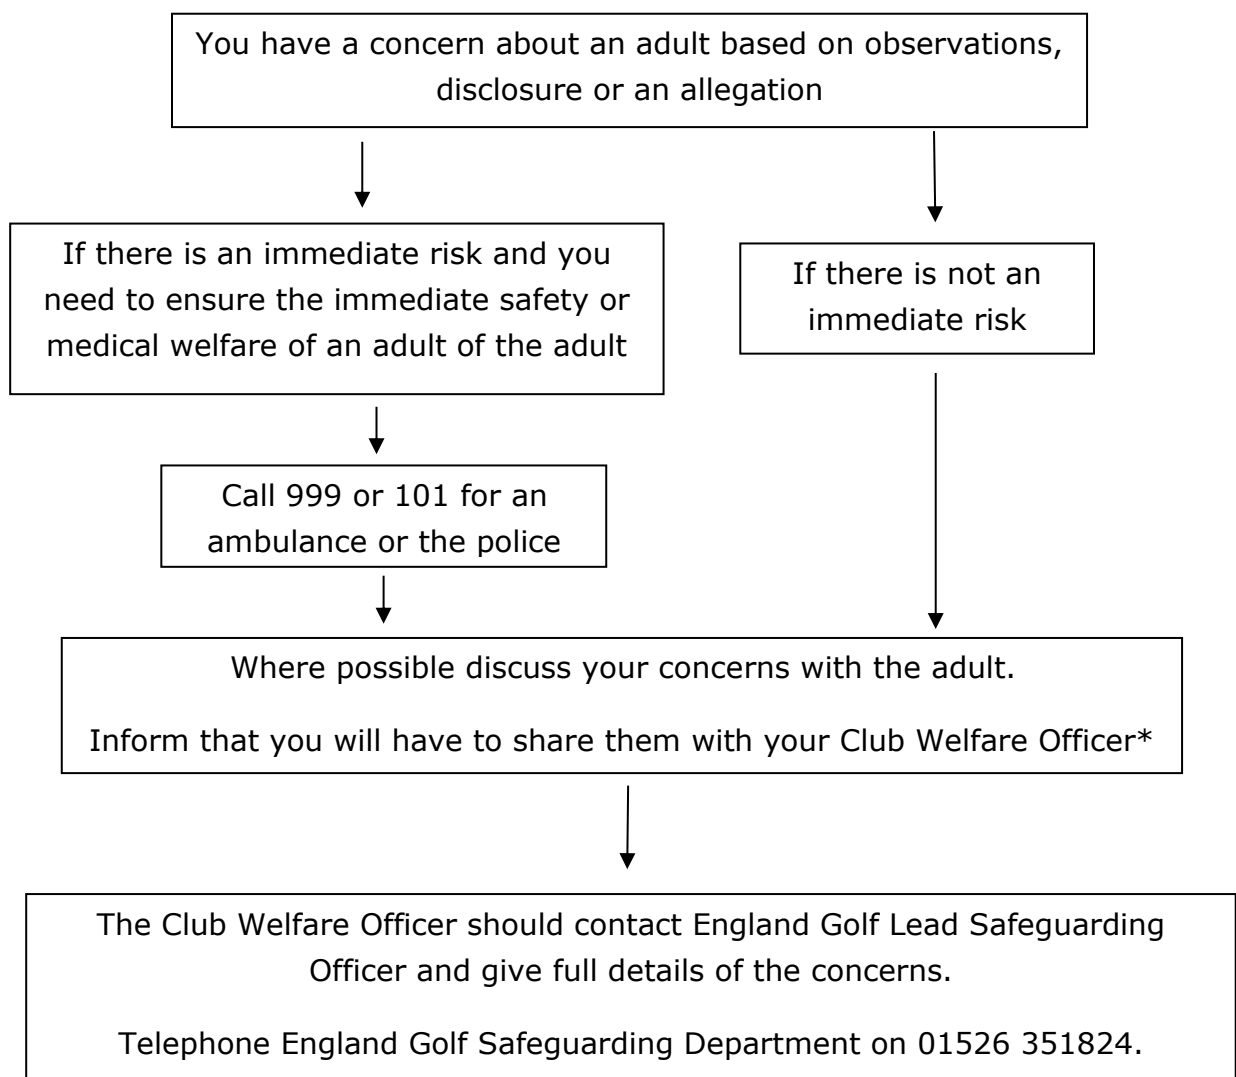 You have a concern about an adult based on observations,
disclosure or an allegation
If there is an immediate risk and you
need to ensure the immediate safety or
medical welfare of an adult of the adult
If there is not an
immediate risk
Call 999 or 101 for an
ambulance or the police
Where possible discuss your concerns with the adult.
Inform that you will have to share them with your Club Welfare Officer*
The Club Welfare Officer should contact England Golf Lead Safeguarding
Officer and give full details of the concerns.
Telephone England Golf Safeguarding Department on 01526 351824.